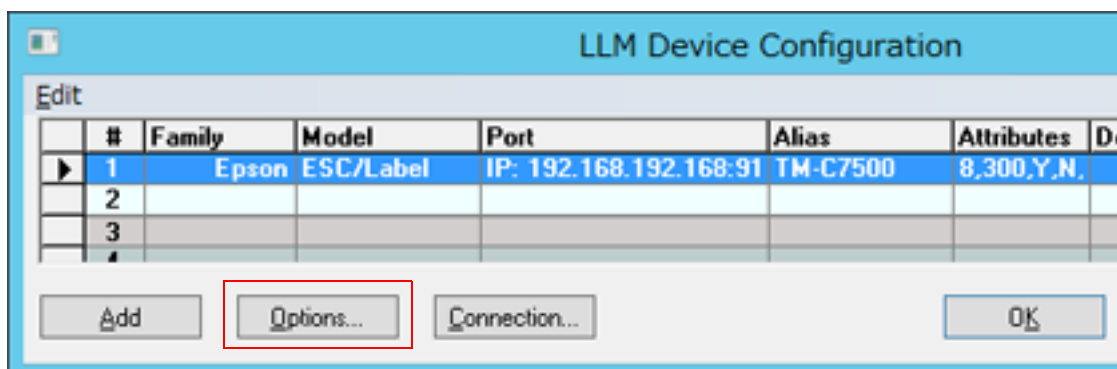 LLM Device Configuration
Edit
# Family Model Port Alias Attributes
1 Epson ESC/Label IP: 192.168.192.168:91 TM-C7500 8,300,Y,N,
2
3
Add Options... Connection... OK